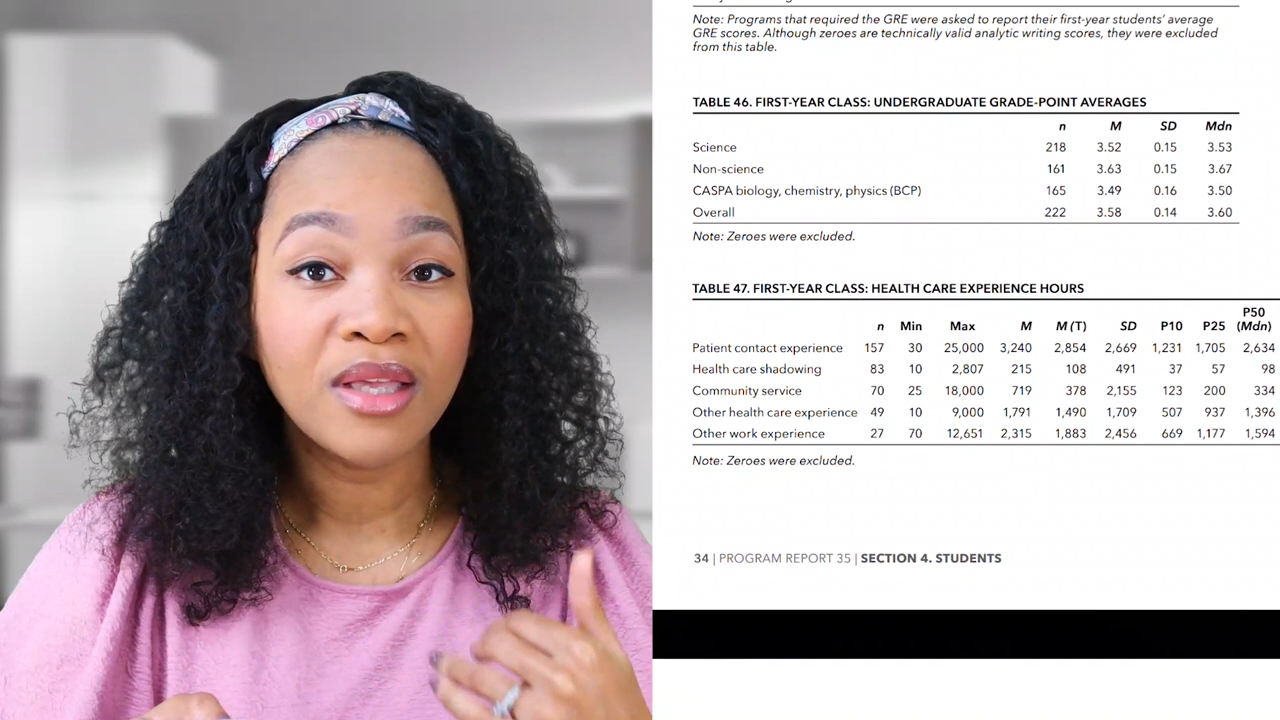 Note: Programs that required the GRE were asked to report their first-year students' average
GRE scores. Although zeroes are technically valid analytic writing scores, they were excluded
from this table.
TABLE 46. FIRST-YEAR CLASS: UNDERGRADUATE GRADE-POINT AVERAGES
n M SD Mdn
Science 218 3.52 0.15 3.53
Non-science 161 3.63 0.15 3.67
CASPA biology, chemistry, physics (BCP) 165 3.49 0.16 3.50
Overall 222 3.58 0.14 3.60
Note: Zeroes were excluded.
TABLE 47. FIRST-YEAR CLASS: HEALTH CARE EXPERIENCE HOURS
P50
n Min Max M M (T) SD P10 P25 (Mdn)
Patient contact experience 157 30 25,000 3,240 2,854 2,669 1,231 1,705 2,634
Health care shadowing 83 10 2,807 215 108 491 37 57 98
Community service 70 25 18,000 719 378 2,155 123 200 334
Other health care experience 49 10 9,000 1,791 1,490 1,709 507 937 1,396
Other work experience 27 70 12,651 2,315 1,883 2,456 669 1,177 1,594
Note: Zeroes were excluded.
34 | PROGRAM REPORT 35 | SECTION 4. STUDENTS